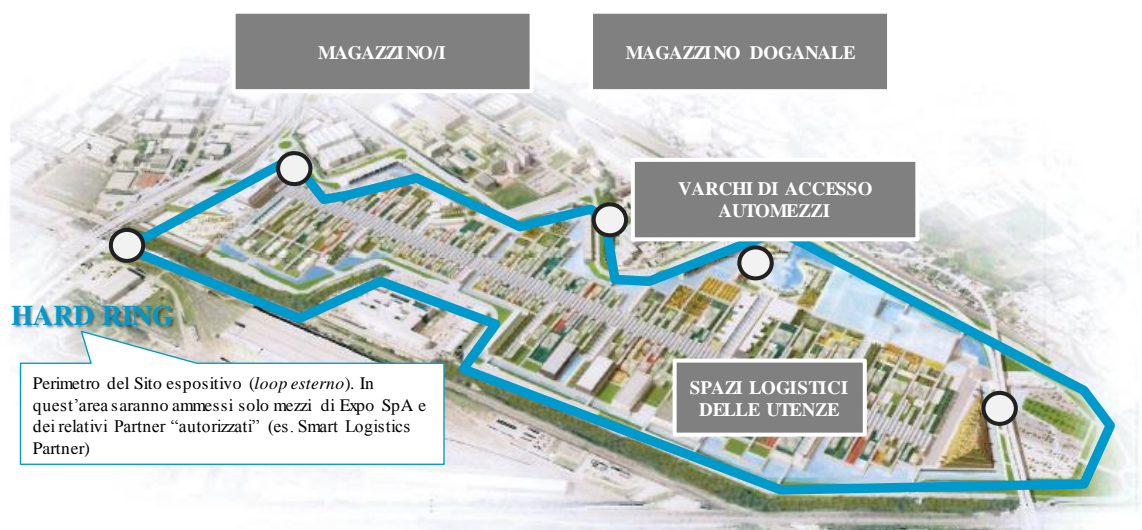 MAGAZZINO/I
MAGAZZINO DOGANALE
VARCHI DI ACCESSO
AUTOMEZZI
HARD RING
Perimetro del Sito espositivo (loop esterno). In
quest’area saranno ammessi solo mezzi di Expo SpA e
dei relativi Partner “autorizzati” (es. Smart Logistics
Partner)
SPAZI LOGISTICI
DELLE UTENZE